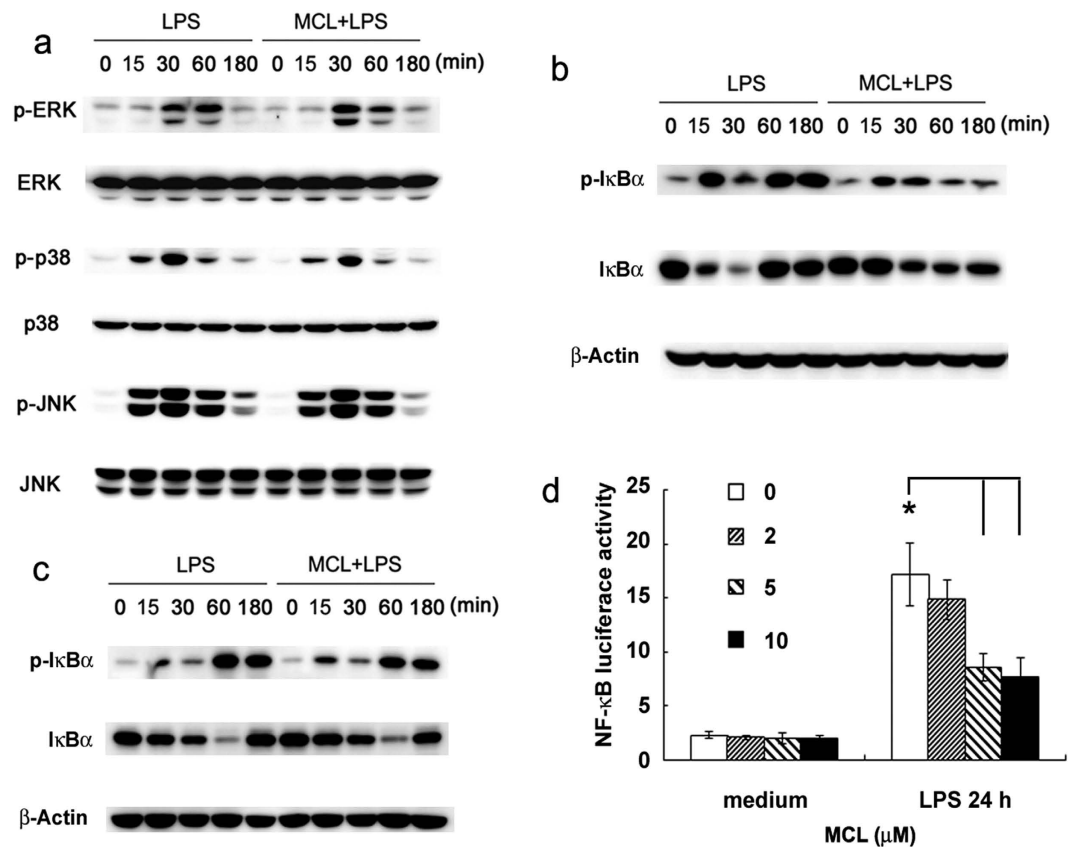 a
LPS MCL+LPS
0 15 30 60 180 0 15 30 60 180 (min)
p-ERK
ERK
p-p38
p38
p-JNK
JNK
b
LPS MCL+LPS
0 15 30 60 180 0 15 30 60 180 (min)
p-IκBα
IκBα
β-Actin
c
LPS MCL+LPS
0 15 30 60 180 0 15 30 60 180 (min)
p-IκBα
IκBα
β-Actin
d
NF-κB luciferace activity
25
20
15
10
5
0
0
2
5
10
*
medium LPS 24 h
MCL (μM)